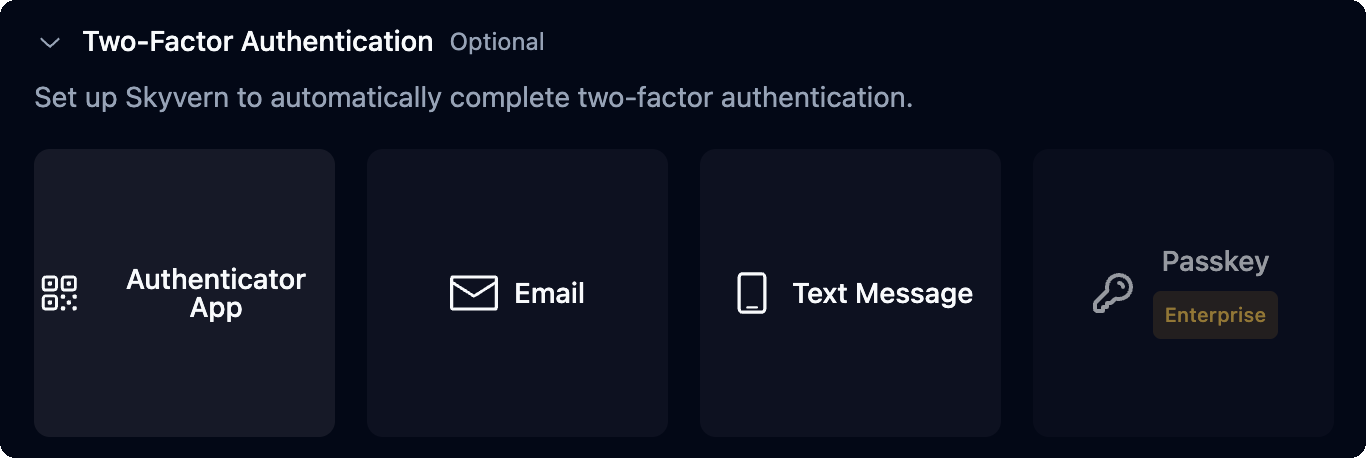 Two-Factor Authentication Optional
Set up Skyvern to automatically complete two-factor authentication.
Authenticator
App
Email
Text Message
Passkey
Enterprise